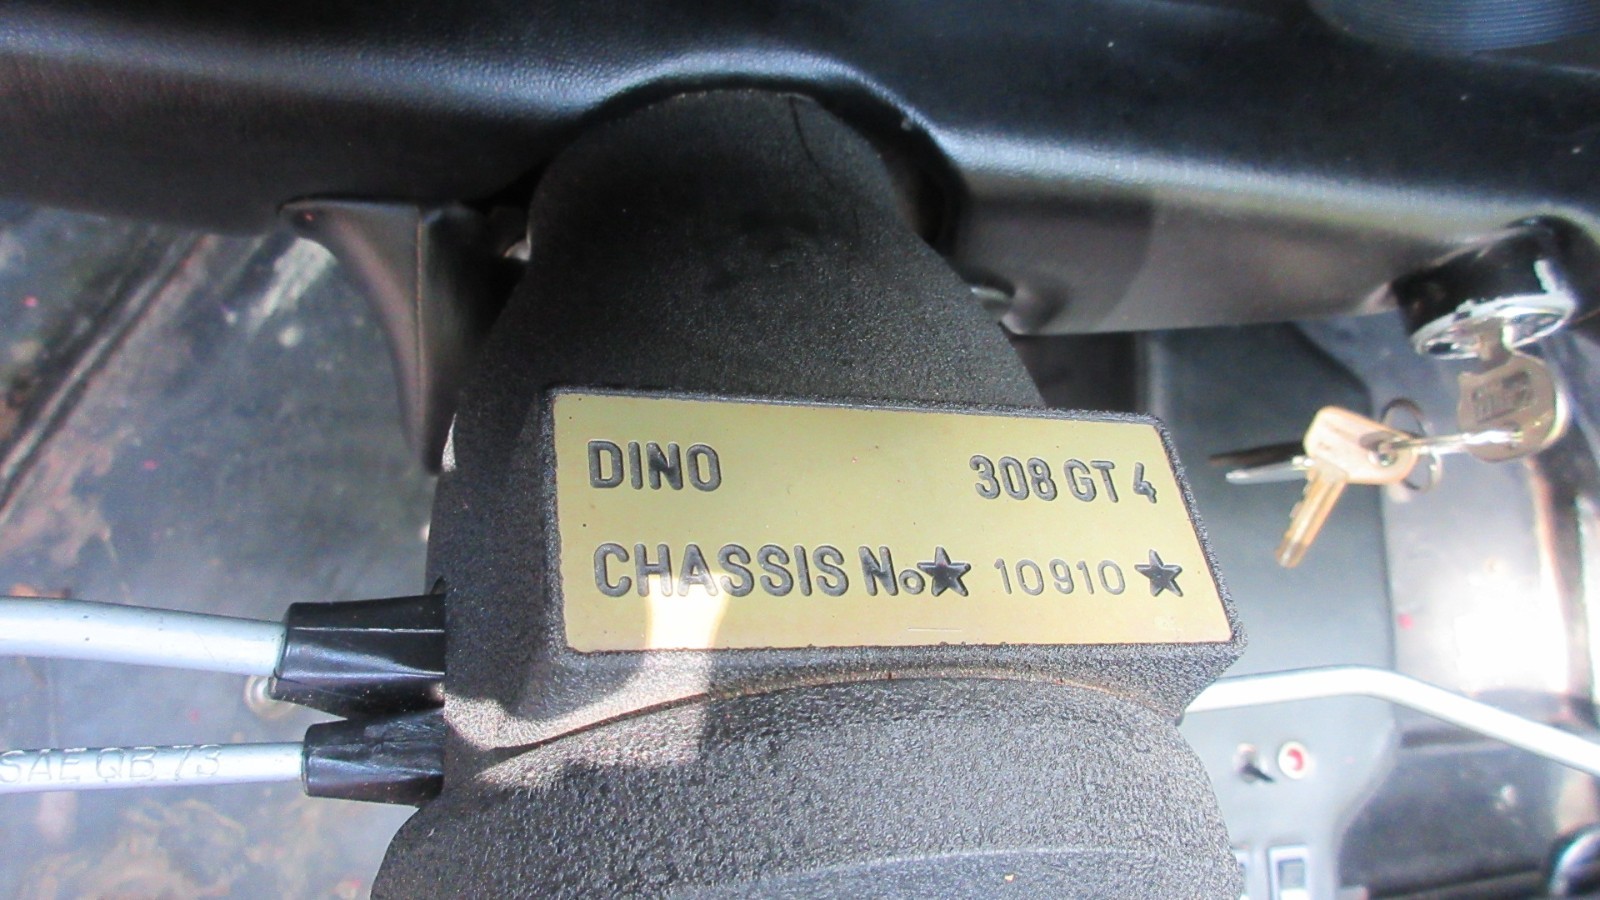 DINO 308 GT 4
CHASSIS No★ 10910 ★
SAE QB 73